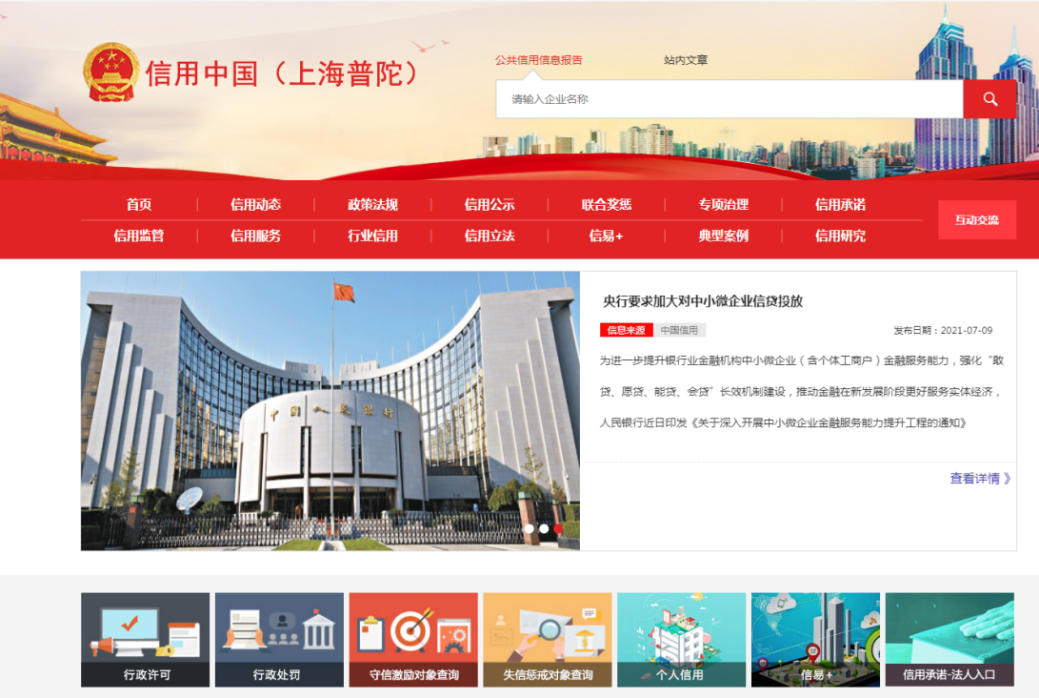 信用中国（上海普陀）
公共信用信息报告 站内文章
请输入企业名称
首页 信用动态 政策法规 信用公示 联合奖惩 专项治理 信用承诺
信用监管 信用服务 行业信用 信用立法 信易+ 典型案例 信用研究
互动交流
中国人民银行
央行要求加大对中小微企业信贷投放
信息来源 中国信用 发布日期：2021-07-09
为进一步提升银行业金融机构中小微企业（含个体工商户）金融服务能力，强化“敢
贷、愿贷、能贷、会贷”长效机制建设，推动金融在新发展阶段更好服务实体经济，
人民银行近日印发《关于深入开展中小微企业金融服务能力提升工程的通知》
查看详情 》
行政许可 行政处罚 守信激励对象查询 失信惩戒对象查询 个人信用 信易+ 信用承诺-法人入口